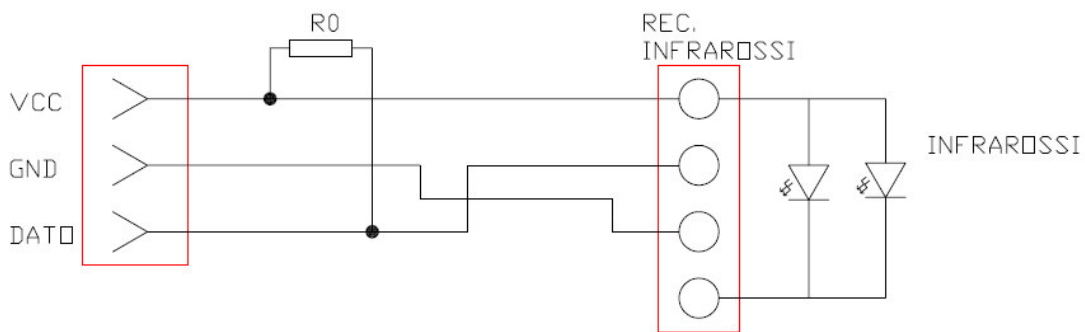 R0
REC.
INFRAROSSI
VCC
GND
DATO
INFRAROSSI